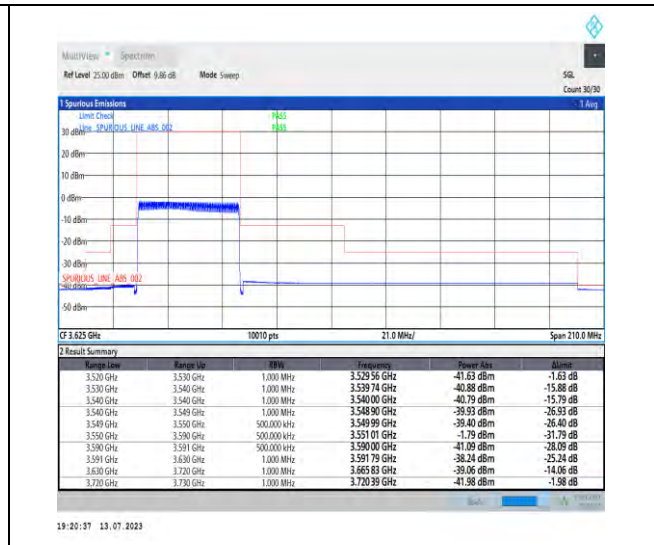 MultiView Spectrum
Ref Level 25.00 dBm Offset 9.86 dB Mode Sweep SGL
Count 30/30
1 Spurious Emissions 1 Avg
Limit Check PASS
Line SPURIOUS_LINE_ABS_002 PASS
30 dBm
20 dBm
10 dBm
0 dBm
-10 dBm
-20 dBm
-30 dBm
SPURIOUS_LINE_ABS_002
-40 dBm
-50 dBm
CF 3.625 GHz 10010 pts 21.0 MHz/ Span 210.0 MHz
2 Result Summary
Range Low Range Up RBW Frequency Power Abs ΔLimit
3.520 GHz 3.530 GHz 1.000 MHz 3.529 56 GHz -41.63 dBm -1.63 dB
3.530 GHz 3.540 GHz 1.000 MHz 3.539 74 GHz -40.88 dBm -15.88 dB
3.540 GHz 3.540 GHz 1.000 MHz 3.540 00 GHz -40.79 dBm -15.79 dB
3.540 GHz 3.549 GHz 1.000 MHz 3.548 90 GHz -39.93 dBm -26.93 dB
3.549 GHz 3.550 GHz 500.000 kHz 3.549 99 GHz -39.40 dBm -26.40 dB
3.550 GHz 3.590 GHz 500.000 kHz 3.551 01 GHz -1.79 dBm -31.79 dB
3.590 GHz 3.591 GHz 500.000 kHz 3.590 00 GHz -41.09 dBm -28.09 dB
3.591 GHz 3.630 GHz 1.000 MHz 3.591 79 GHz -38.24 dBm -25.24 dB
3.630 GHz 3.720 GHz 1.000 MHz 3.665 83 GHz -39.06 dBm -14.06 dB
3.720 GHz 3.730 GHz 1.000 MHz 3.720 39 GHz -41.98 dBm -1.98 dB
19:20:37 13.07.2023